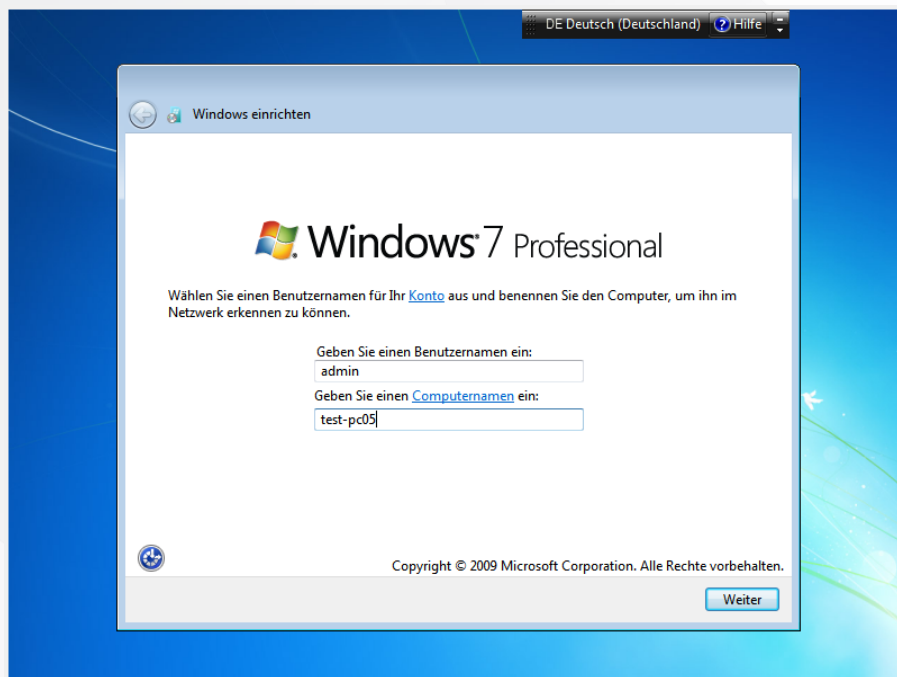 DE Deutsch (Deutschland) ? Hilfe
Windows einrichten
Windows 7 Professional
Wählen Sie einen Benutzernamen für Ihr Konto aus und benennen Sie den Computer, um ihn im
Netzwerk erkennen zu können.
Geben Sie einen Benutzernamen ein:
admin
Geben Sie einen Computernamen ein:
test-pc05
Copyright © 2009 Microsoft Corporation. Alle Rechte vorbehalten.
Weiter